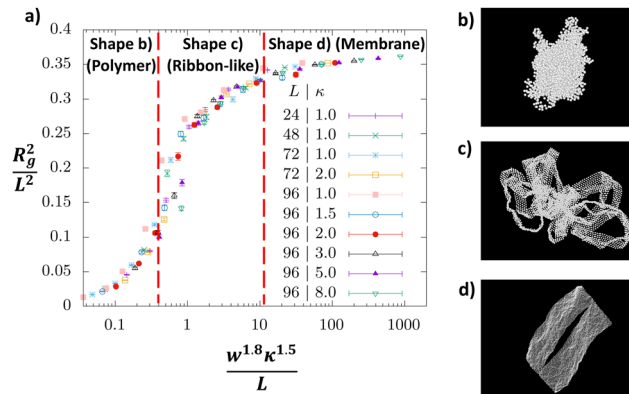 a)
Shape b) Shape c) Shape d) (Membrane)
(Polymer) (Ribbon-like)
0.4
0.35
0.3
0.25
0.2
0.15
0.1
0.05
0
R_g^2
L^2
L | κ
24 | 1.0
48 | 1.0
72 | 1.0
72 | 2.0
96 | 1.0
96 | 1.5
96 | 2.0
96 | 3.0
96 | 5.0
96 | 8.0
0.1 1 10 100 1000
w^1.8 κ^1.5
L
b)
c)
d)